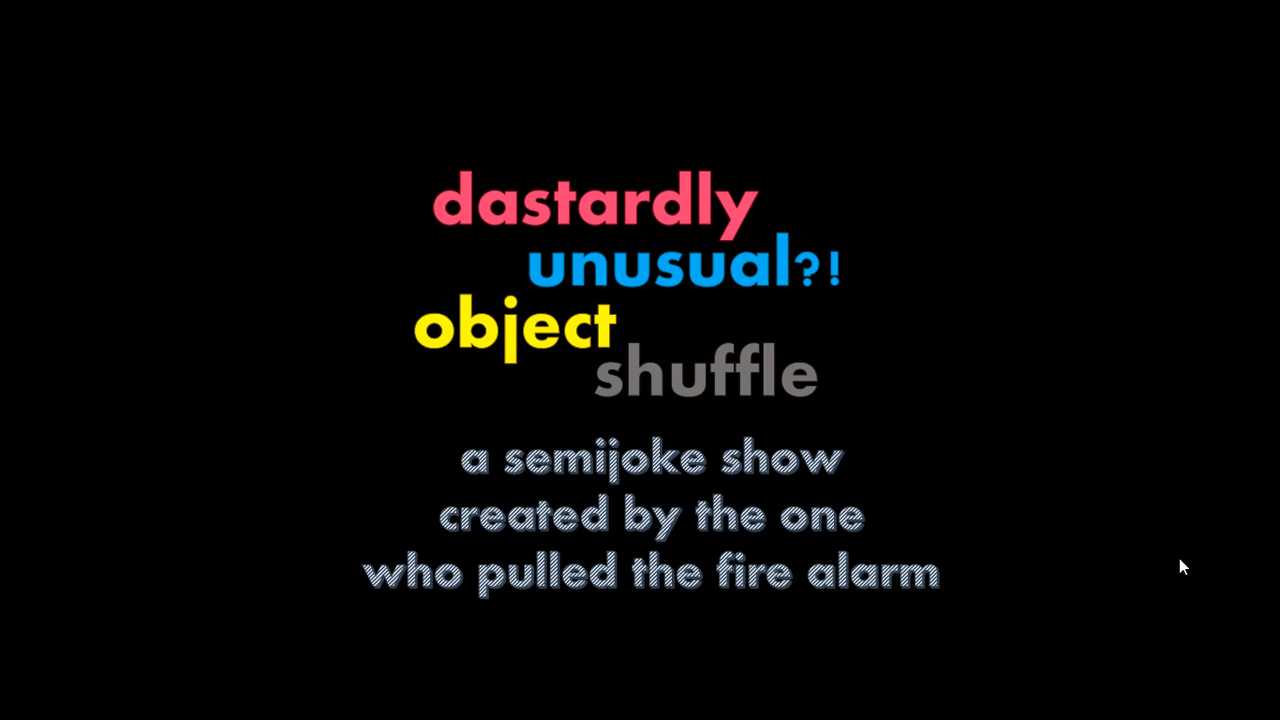 dastardly
unusual?!
object
shuffle
a semijoke show
created by the one
who pulled the fire alarm